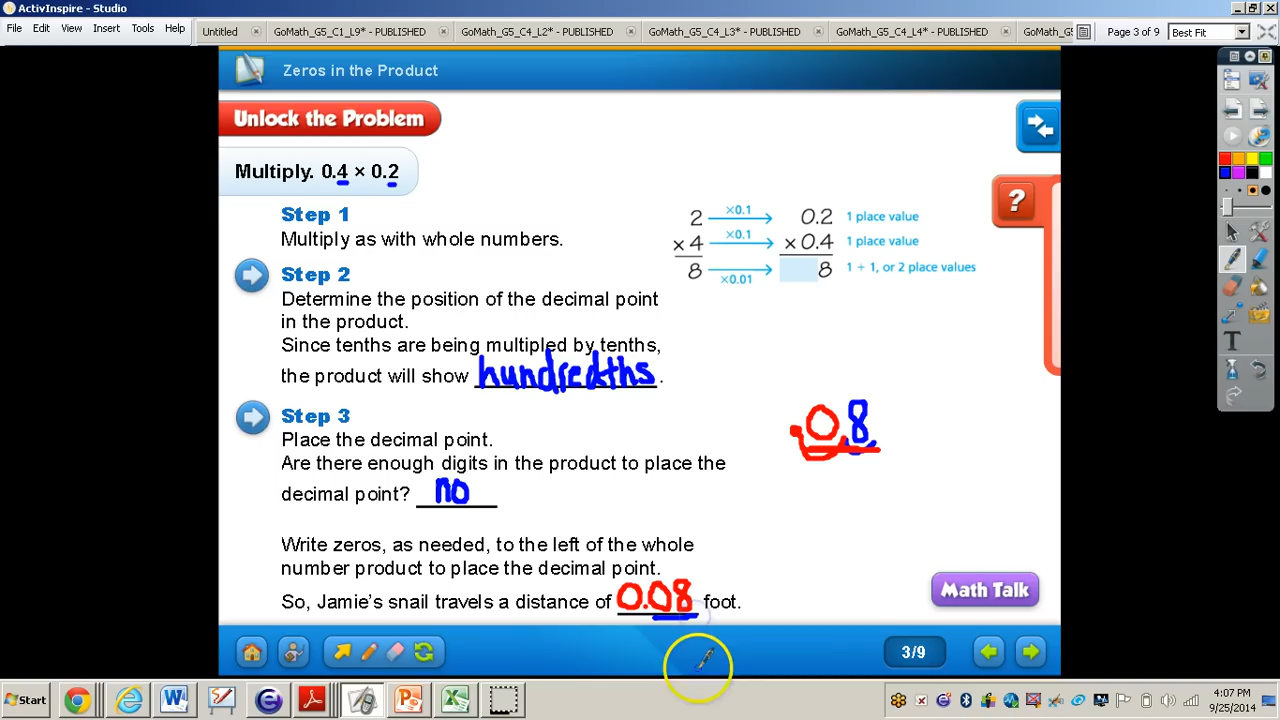 ActivInspire - Studio
File Edit View Insert Tools Help
Untitled GoMath_G5_C1_L9* - PUBLISHED GoMath_G5_C4_L2* - PUBLISHED GoMath_G5_C4_L3* - PUBLISHED GoMath_G5_C4_L4* - PUBLISHED Page 3 of 9 Best Fit
Zeros in the Product
Unlock the Problem
Multiply. 0.4 × 0.2
Step 1
Multiply as with whole numbers.
2 ×0.1 0.2 1 place value
×4 ×0.1 ×0.4 1 place value
8 ×0.01 8 1 + 1, or 2 place values
?
Step 2
Determine the position of the decimal point
in the product.
Since tenths are being multipled by tenths,
the product will show hundredths.
Step 3
Place the decimal point.
Are there enough digits in the product to place the
decimal point? no
.08
Write zeros, as needed, to the left of the whole
number product to place the decimal point.
So, Jamie's snail travels a distance of 0.08 foot.
Math Talk
3/9
Start
4:07 PM
9/25/2014